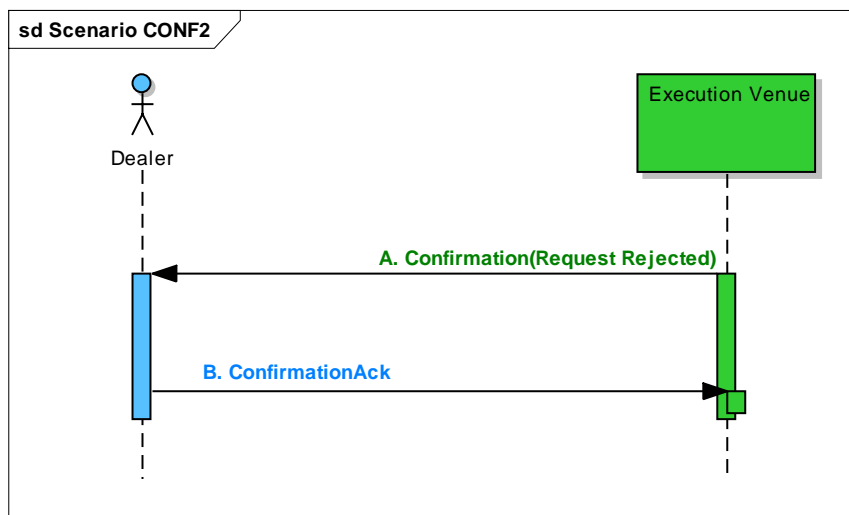 sd Scenario CONF2
Execution Venue
Dealer
A. Confirmation(Request Rejected)
B. ConfirmationAck